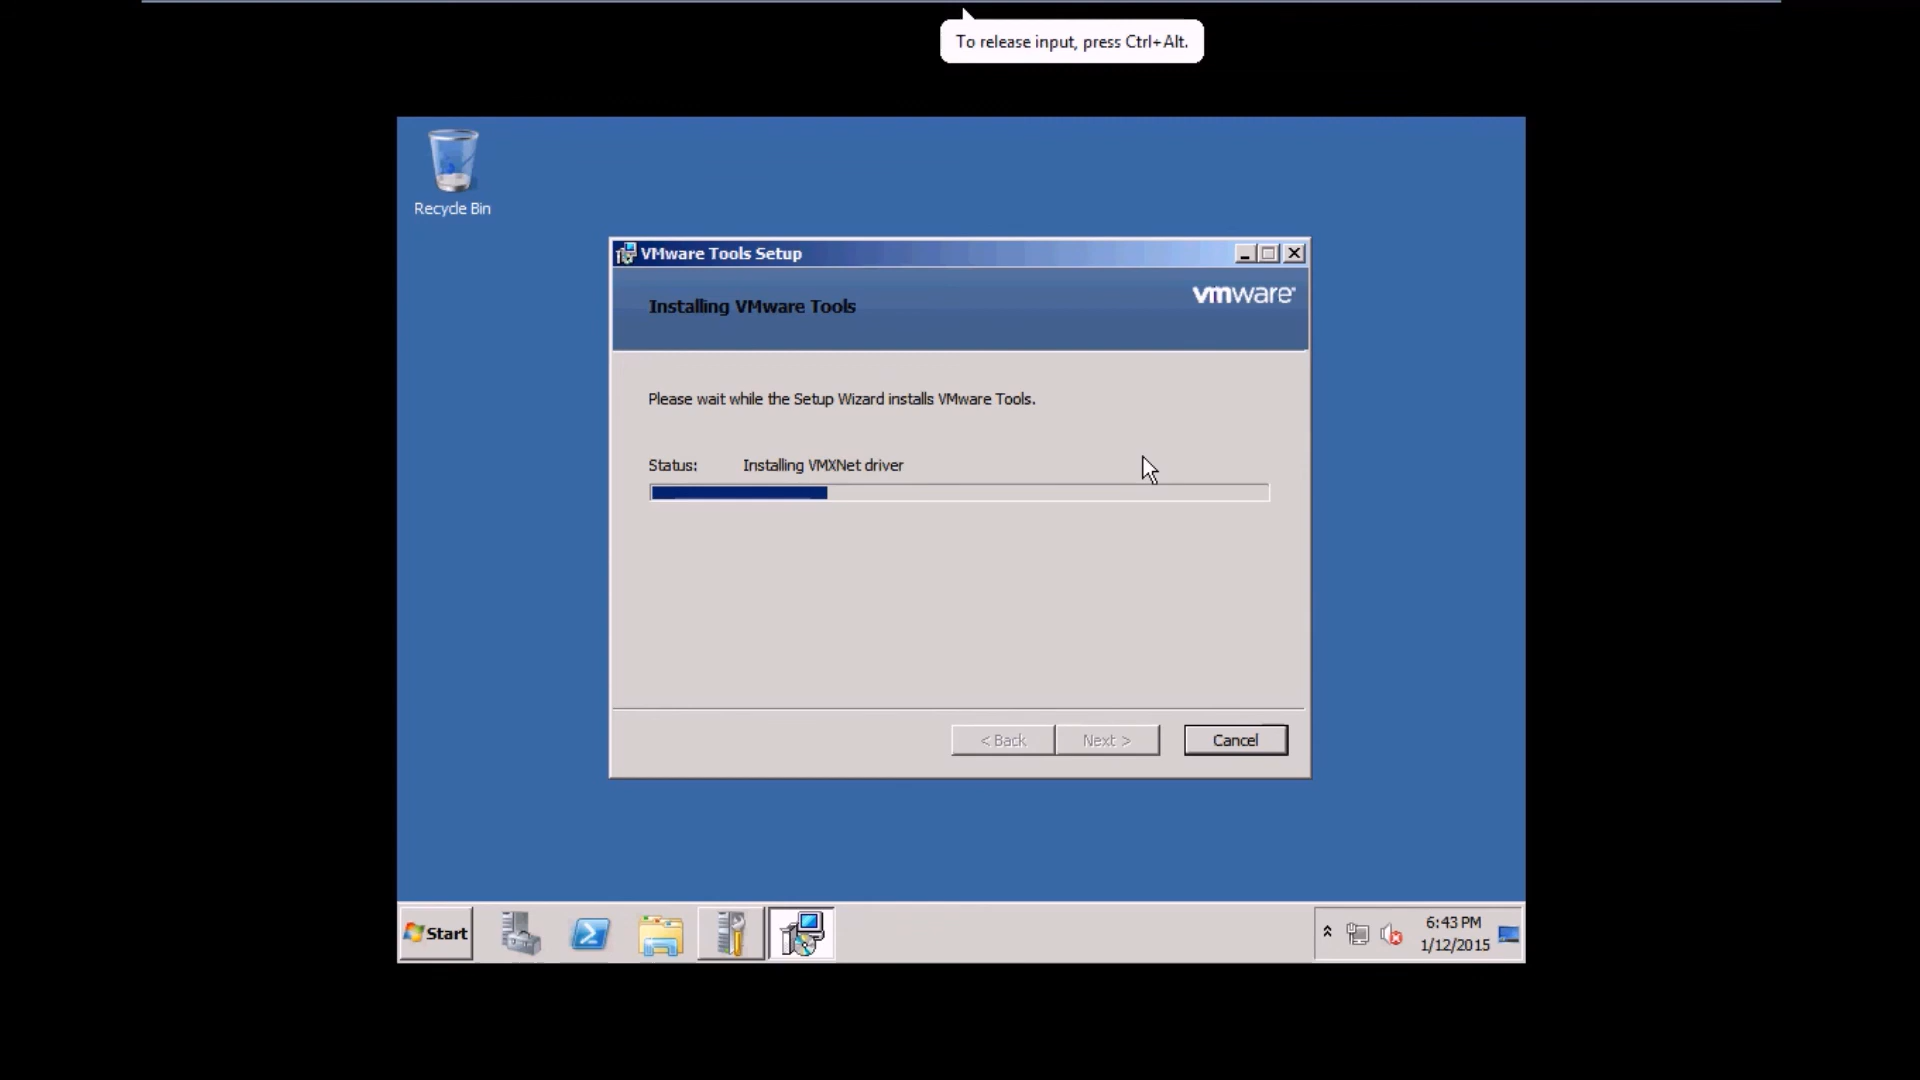 To release input, press Ctrl+Alt.
Recycle Bin
VMware Tools Setup
Installing VMware Tools
vmware®
Please wait while the Setup Wizard installs VMware Tools.
Status: Installing VMXNet driver
< Back Next > Cancel
Start
6:43 PM
1/12/2015